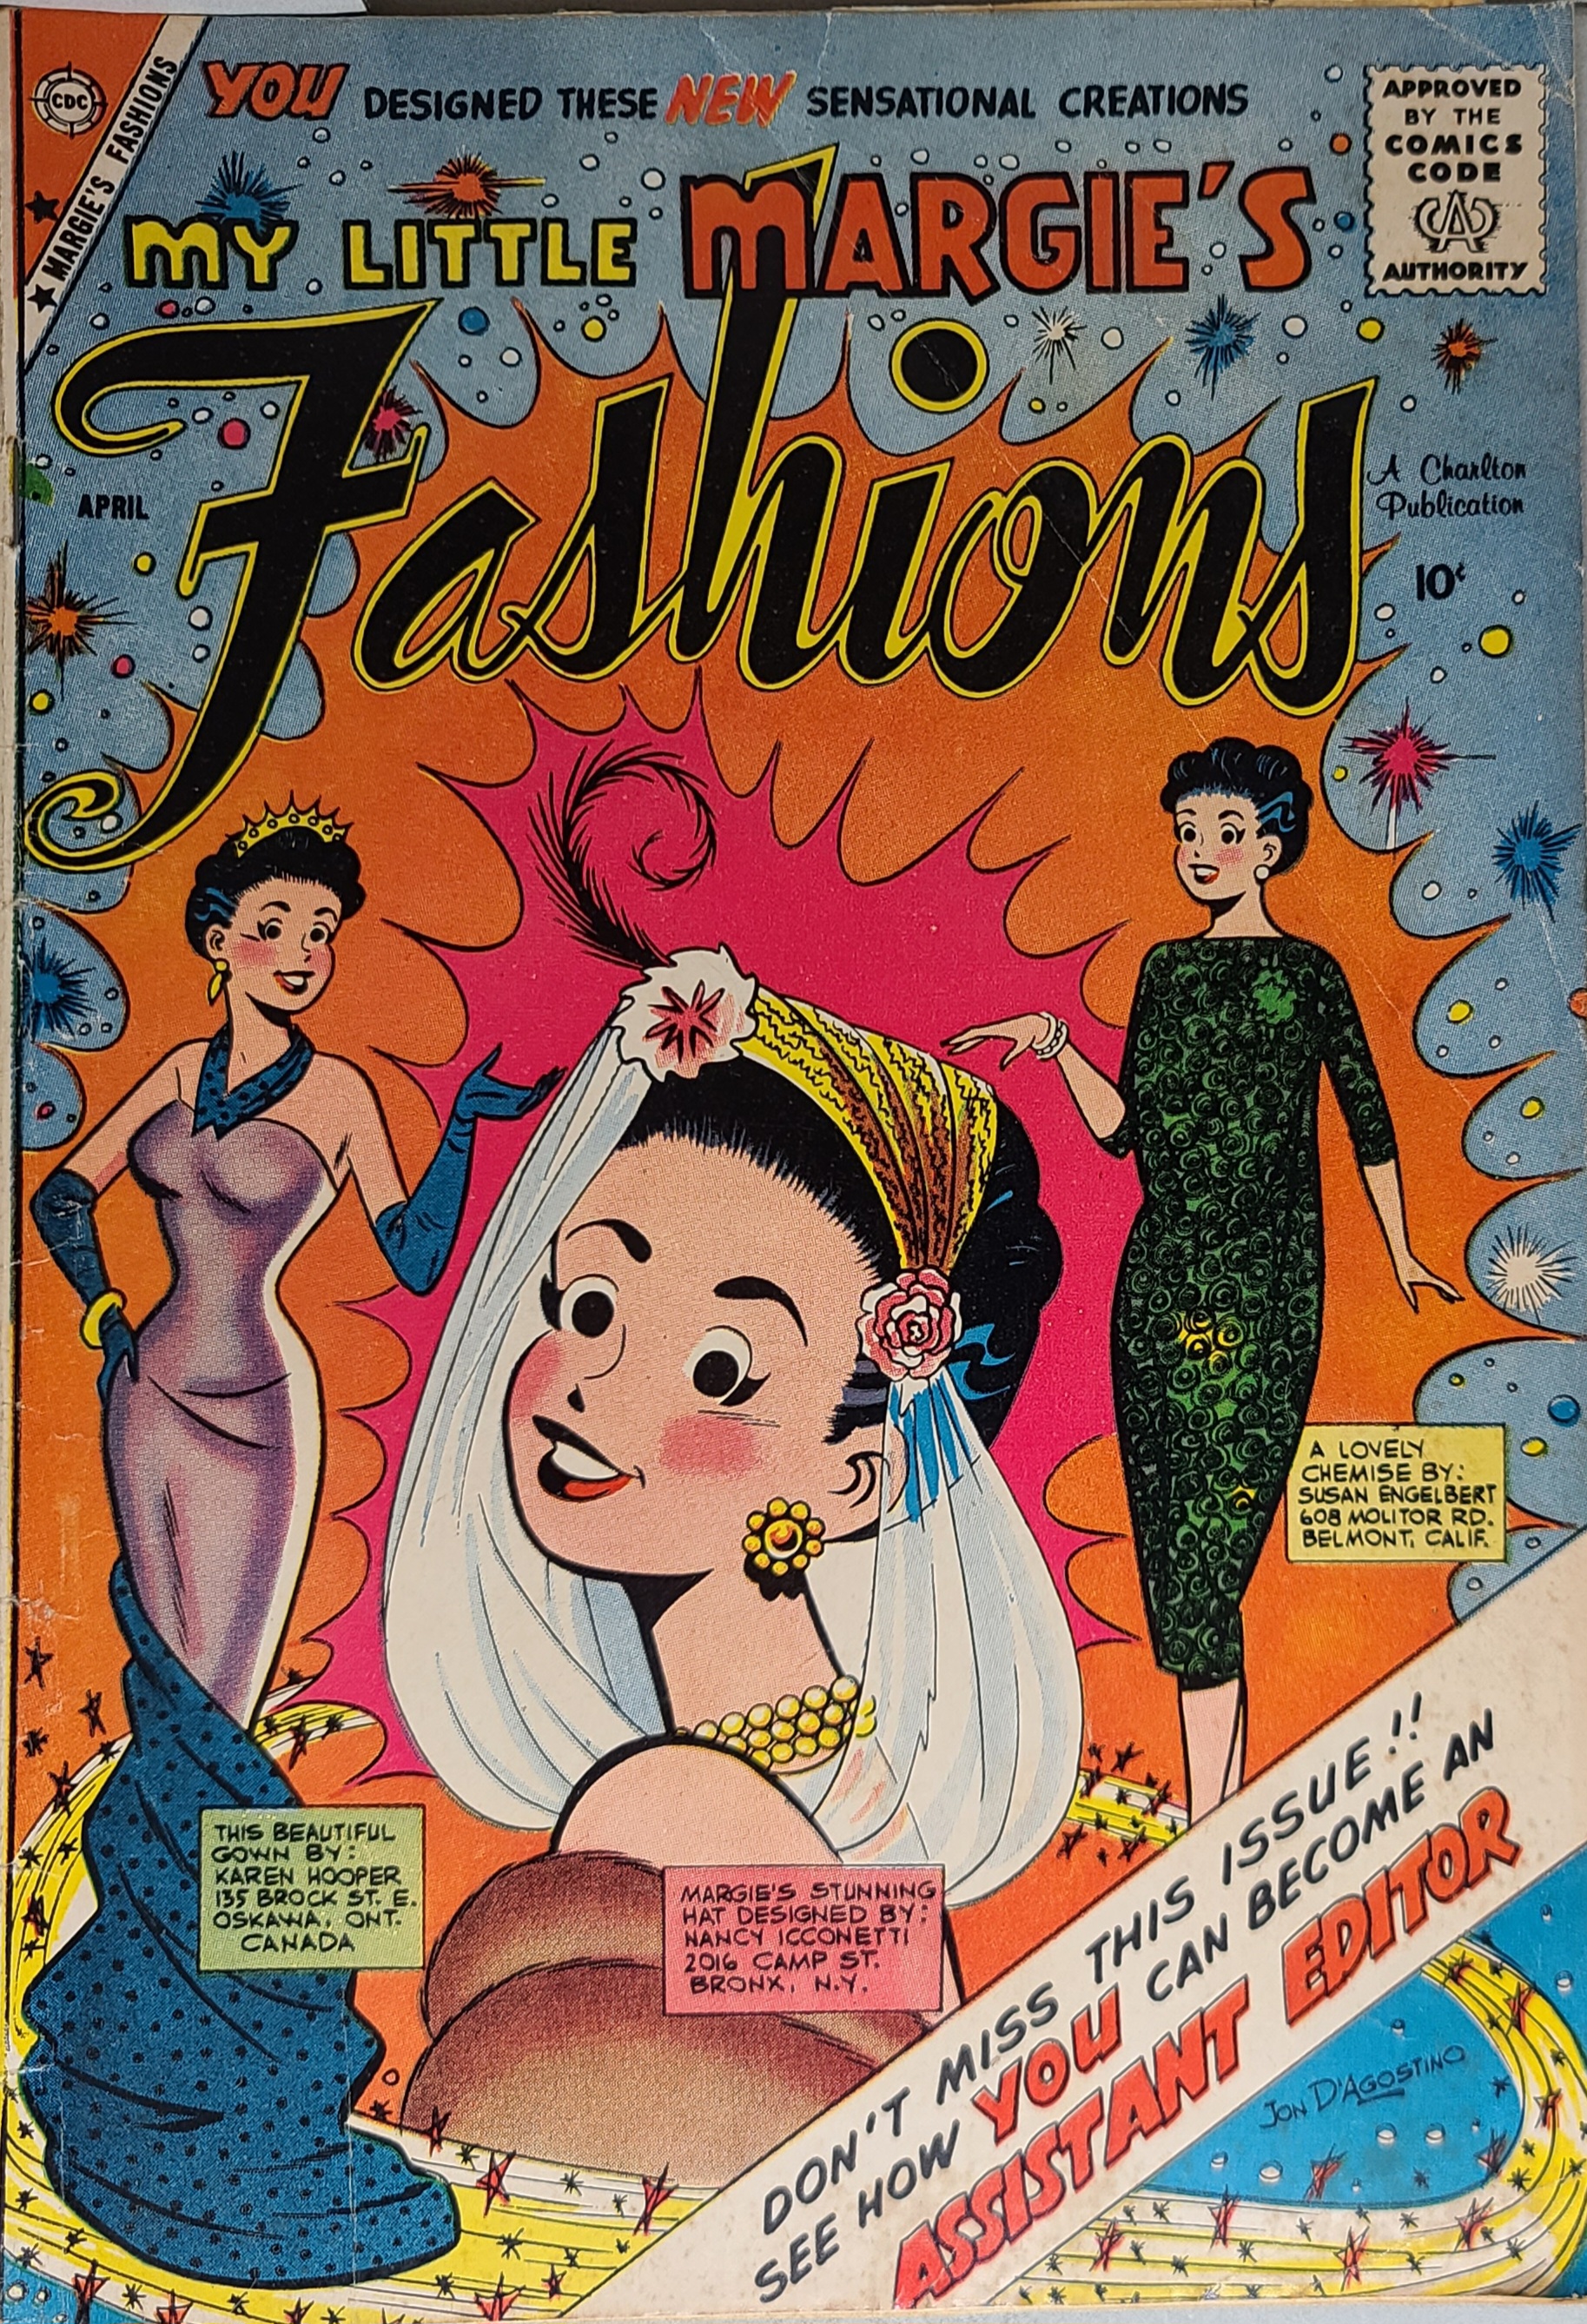 CDC
MARGIE'S FASHIONS
YOU DESIGNED THESE NEW SENSATIONAL CREATIONS
APPROVED
BY THE
COMICS
CODE
CA
AUTHORITY
MY LITTLE MARGIE'S
Fashions
APRIL
A Charlton
Publication
10¢
A LOVELY
CHEMISE BY:
SUSAN ENGELBERT
608 MOLITOR RD.
BELMONT, CALIF.
THIS BEAUTIFUL
GOWN BY:
KAREN HOOPER
135 BROCK ST. E.
OSKAWA, ONT.
CANADA
MARGIE'S STUNNING
HAT DESIGNED BY:
NANCY ICCONETTI
2016 CAMP ST.
BRONX, N.Y.
DON'T MISS THIS ISSUE!!
SEE HOW YOU CAN BECOME AN
ASSISTANT EDITOR
JON D'AGOSTINO